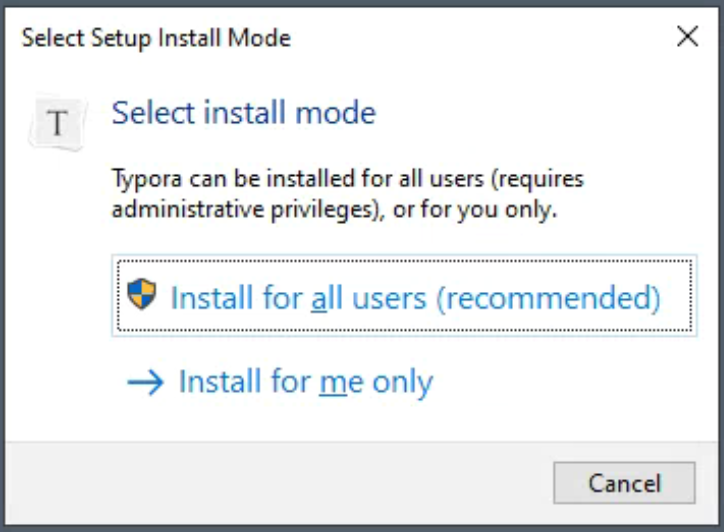 Select Setup Install Mode
T
Select install mode
Typora can be installed for all users (requires
administrative privileges), or for you only.
Install for all users (recommended)
Install for me only
Cancel